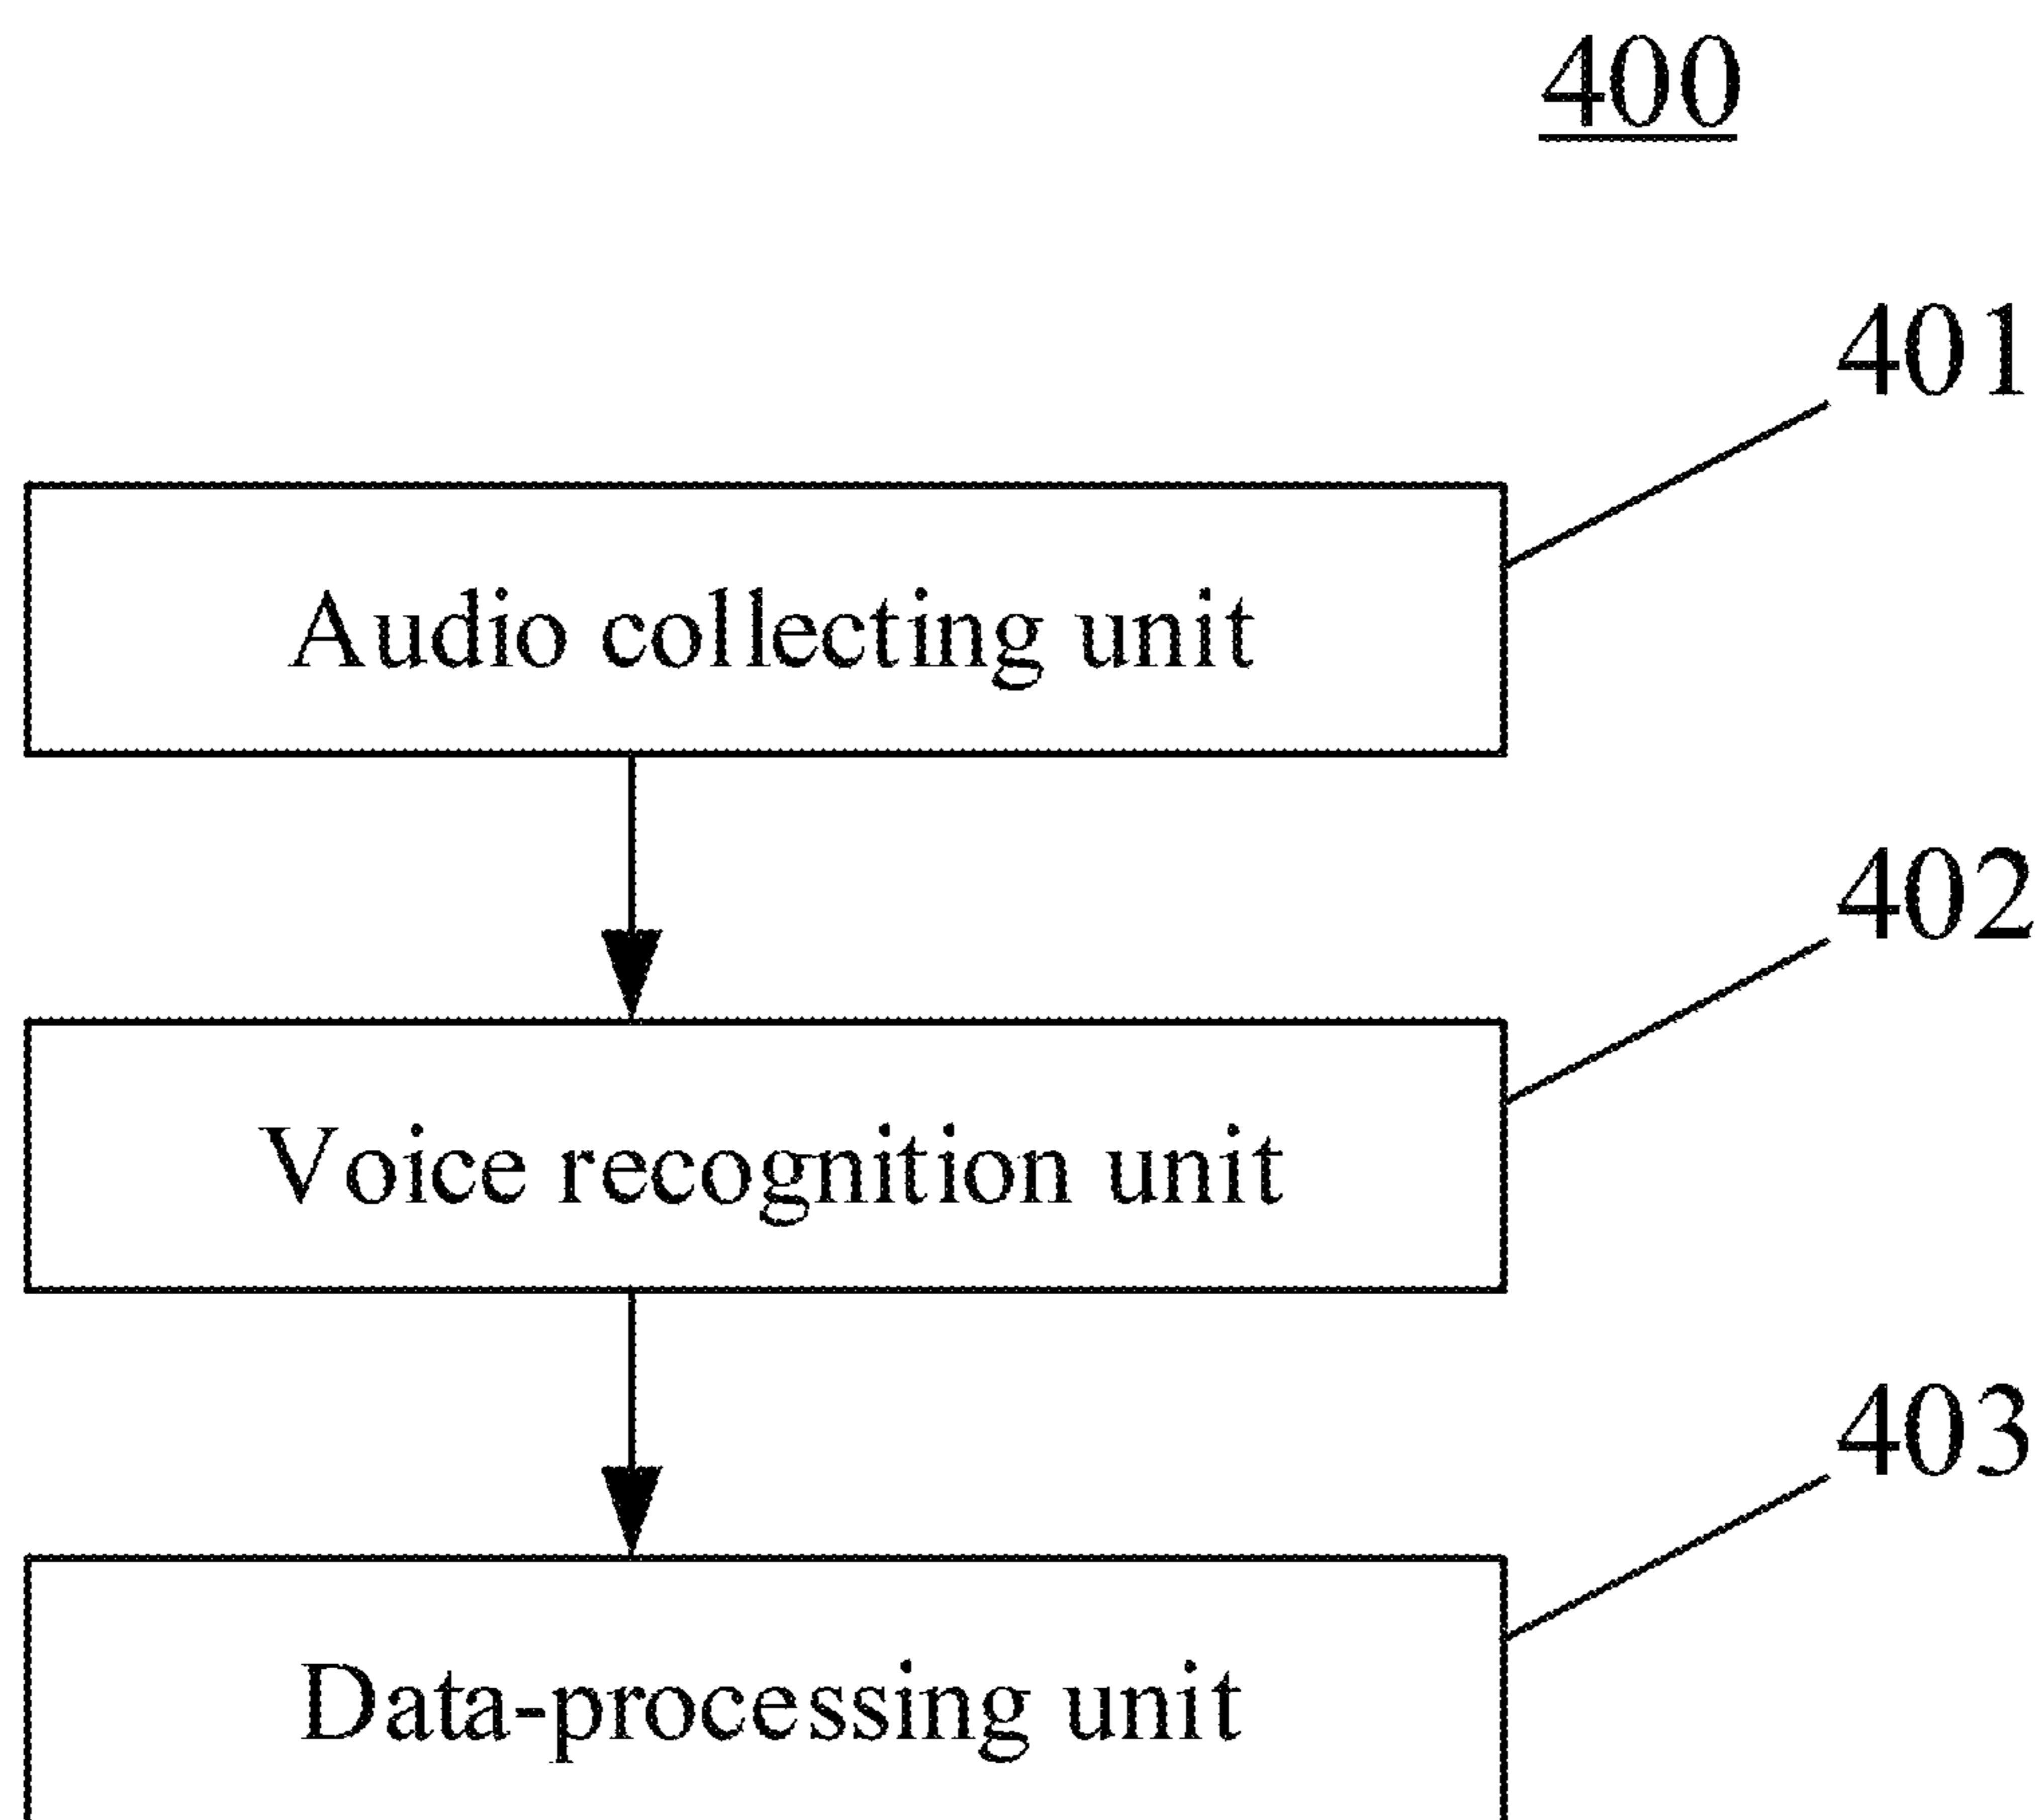 400
401
Audio collecting unit
402
Voice recognition unit
403
Data-processing unit